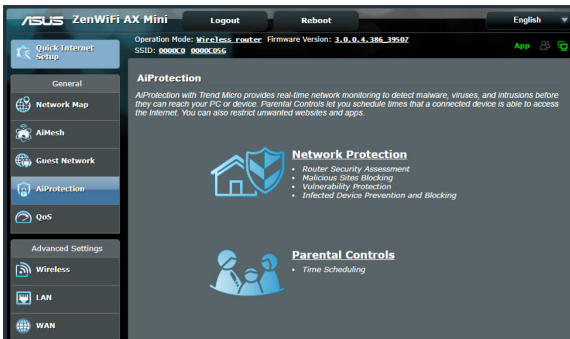 ASUS ZenWiFi AX Mini Logout Reboot English
Quick Internet Setup
Operation Mode: Wireless router Firmware Version: 3.0.0.4.386_39507
SSID: 0000C0 0000C05G
App
General
Network Map
AiMesh
Guest Network
AiProtection
QoS
Advanced Settings
Wireless
LAN
WAN
AiProtection
AiProtection with Trend Micro provides real-time network monitoring to detect malware, viruses, and intrusions before
they can reach your PC or device. Parental Controls let you schedule times that a connected device is able to access
the Internet. You can also restrict unwanted websites and apps.
Network Protection
• Router Security Assessment
• Malicious Sites Blocking
• Vulnerability Protection
• Infected Device Prevention and Blocking
Parental Controls
• Time Scheduling